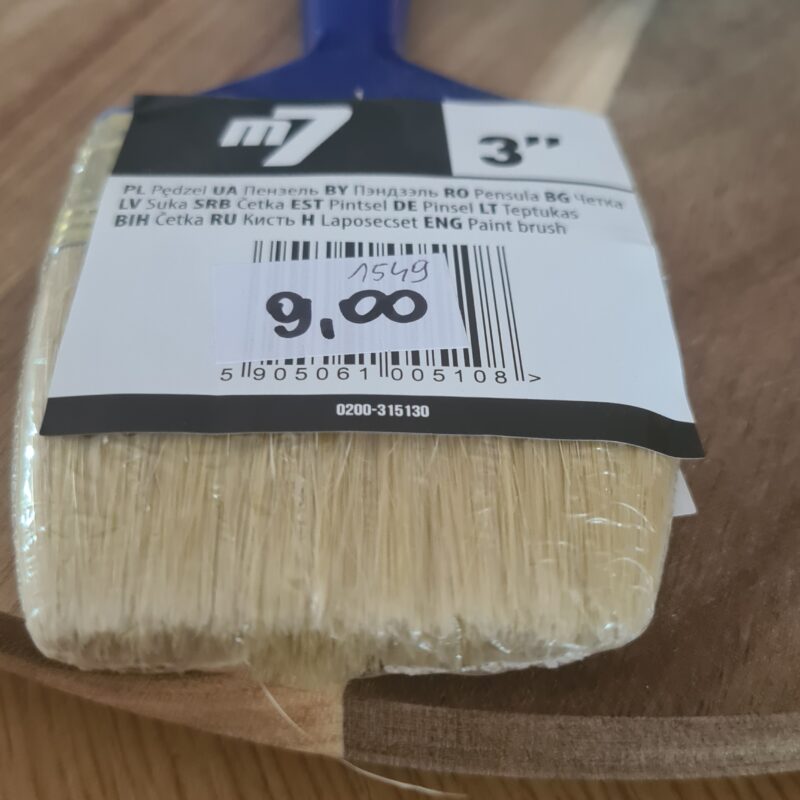 m7
3”
PL Pędzel UA Пензель BY Пэндзэль RO Pensula BG Четка
LV Suka SRB Četka EST Pintsel DE Pinsel LT Teptukas
BIH Četka RU Кисть H Laposecset ENG Paint brush
1549
9,00
5 905061 005108 >
0200-315130